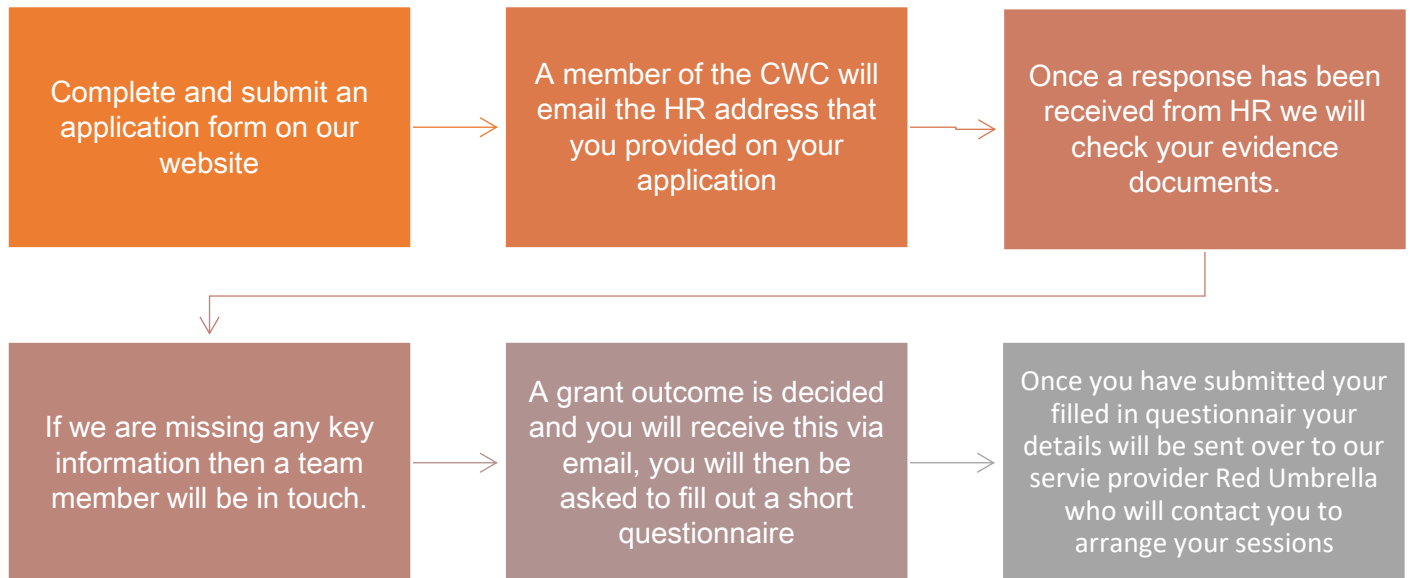 Complete and submit an
application form on our
website
A member of the CWC will
email the HR address that
you provided on your
application
Once a response has been
received from HR we will
check your evidence
documents.
If we are missing any key
information then a team
member will be in touch.
A grant outcome is decided
and you will receive this via
email, you will then be
asked to fill out a short
questionnaire
Once you have submitted your
filled in questionnair your
details will be sent over to our
servie provider Red Umbrella
who will contact you to
arrange your sessions